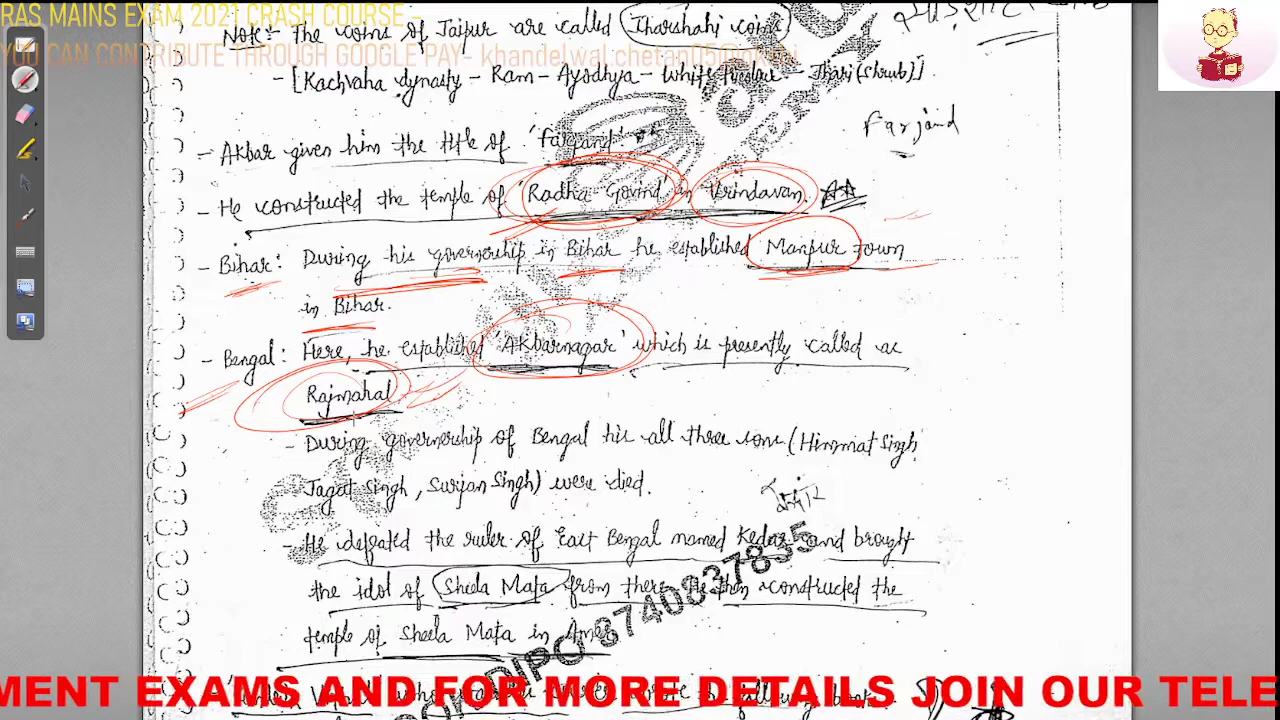 RAS MAINS EXAM 2021 CRASH COURSE -
YOU CAN CONTRIBUTE THROUGH GOOGLE PAY- khandelwal.chetan05@
Note:- The coins of Jaipur are called Jharshahi coins
- [Kachvaha dynasty - Ram - Ayodhya - White - Jhari (Shrub)]
Farjand
- Akbar given him the title of 'farjand'
- He constructed the temple of 'Radha Govind' in Vrindavan.
- Bihar: During his governership in Bihar he established Manpur town
in Bihar.
- Bengal: Here, he established 'Akbarnagar' which is presently called as
Rajmahal
- During governership of Bengal his all three sons (Himmat Singh
Jagat Singh, Surjan Singh) were died.
- He defeated the ruler of East Bengal named Kedar and brought
the idol of Sheela Mata from there. He then constructed the
temple of Sheela Mata in Amer
8740837835
MENT EXAMS AND FOR MORE DETAILS JOIN OUR TELE